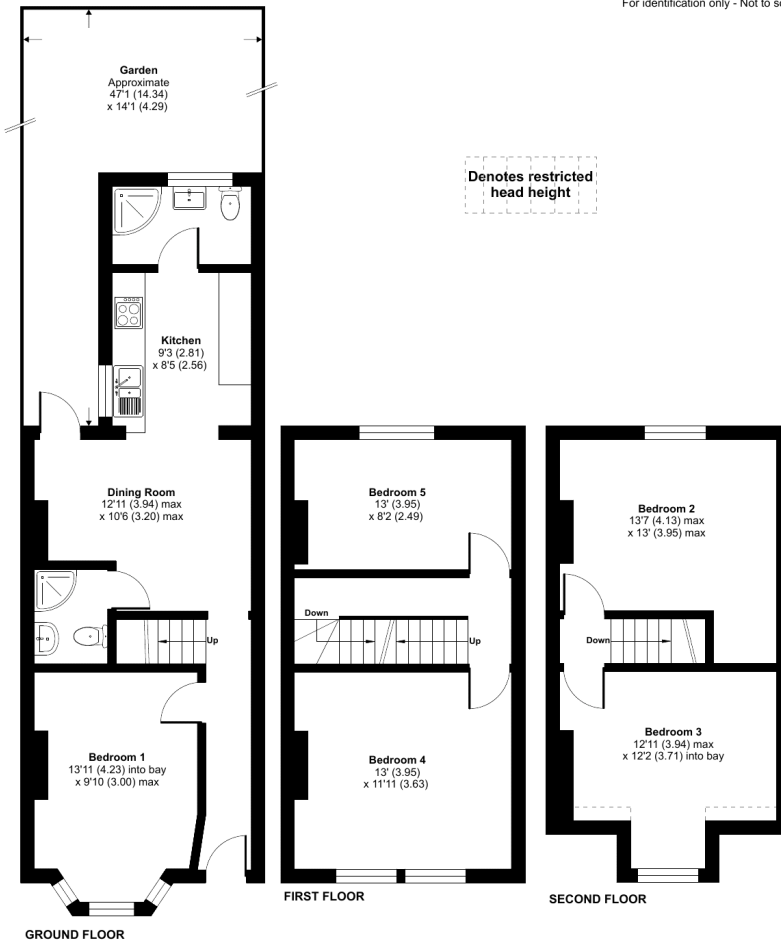 For identification only - Not to
Garden
Approximate
47'1 (14.34)
x 14'1 (4.29)
Denotes restricted
head height
Kitchen
9'3 (2.81)
x 8'5 (2.56)
Dining Room
12'11 (3.94) max
x 10'6 (3.20) max
Up
Bedroom 1
13'11 (4.23) into bay
x 9'10 (3.00) max
GROUND FLOOR
Bedroom 5
13' (3.95)
x 8'2 (2.49)
Down
Up
Bedroom 4
13' (3.95)
x 11'11 (3.63)
FIRST FLOOR
Bedroom 2
13'7 (4.13) max
x 13' (3.95) max
Down
Bedroom 3
12'11 (3.94) max
x 12'2 (3.71) into bay
SECOND FLOOR